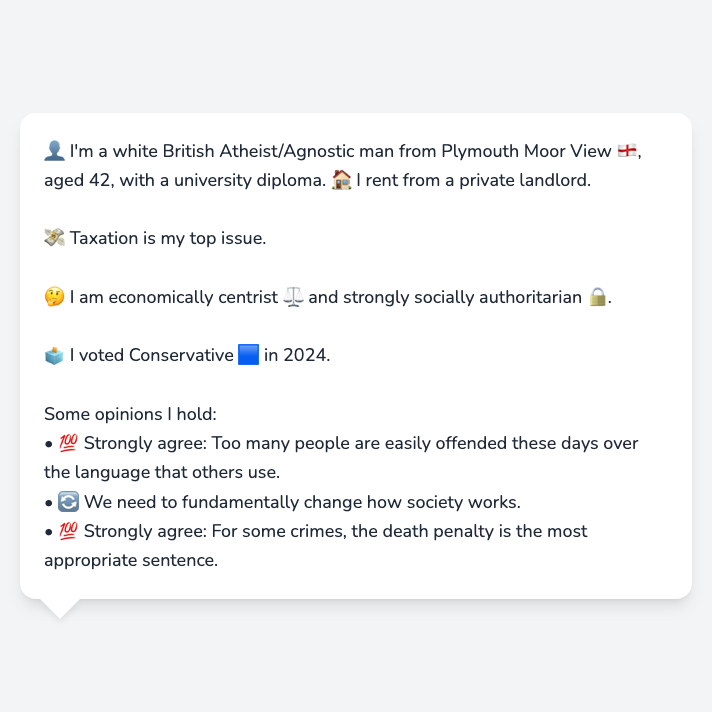 👤 I'm a white British Atheist/Agnostic man from Plymouth Moor View 🏴󠁧󠁢󠁥󠁮󠁧󠁿,
aged 42, with a university diploma. 🏠 I rent from a private landlord.
💸 Taxation is my top issue.
🤔 I am economically centrist ⚖️ and strongly socially authoritarian 🔒.
🗳️ I voted Conservative 🟦 in 2024.
Some opinions I hold:
• 💯 Strongly agree: Too many people are easily offended these days over
the language that others use.
• 🔄 We need to fundamentally change how society works.
• 💯 Strongly agree: For some crimes, the death penalty is the most
appropriate sentence.